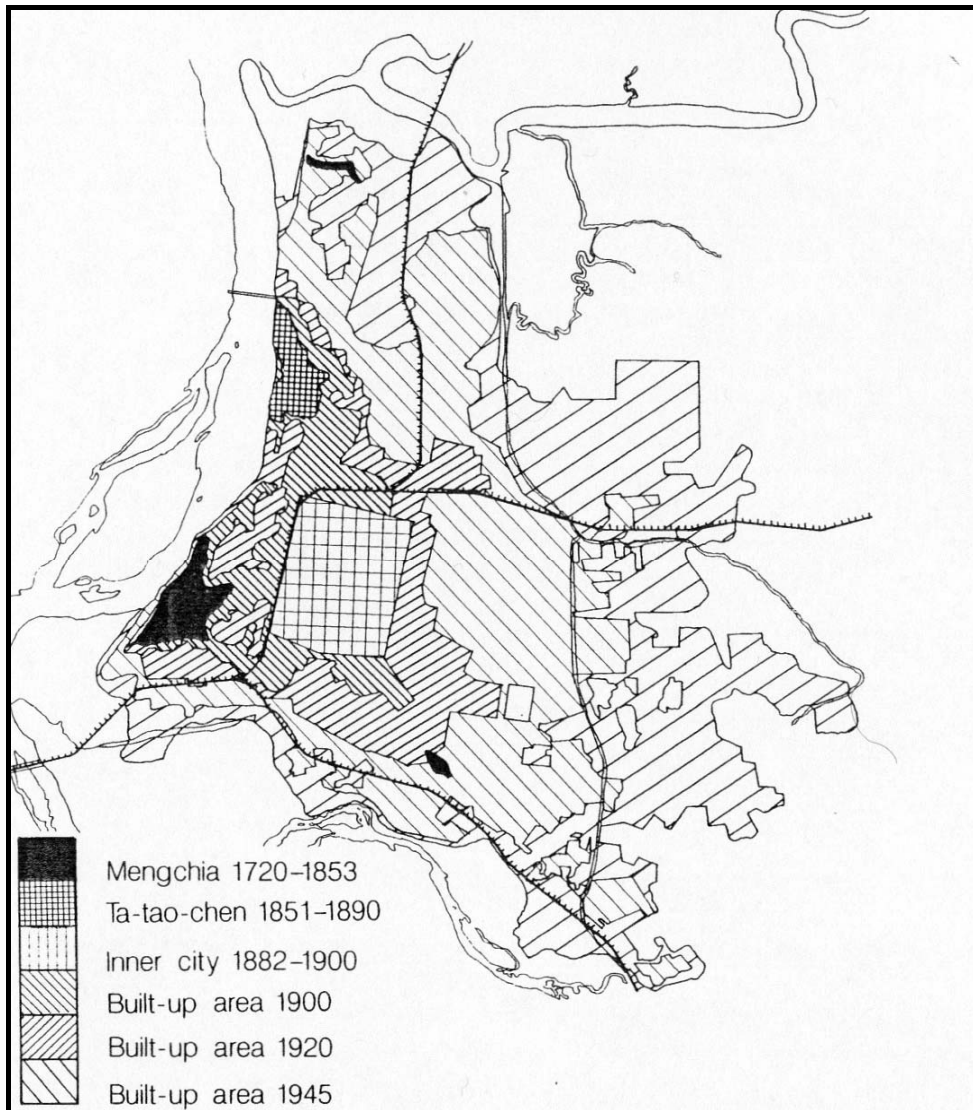 Mengchia 1720–1853
Ta-tao-chen 1851–1890
Inner city 1882–1900
Built-up area 1900
Built-up area 1920
Built-up area 1945